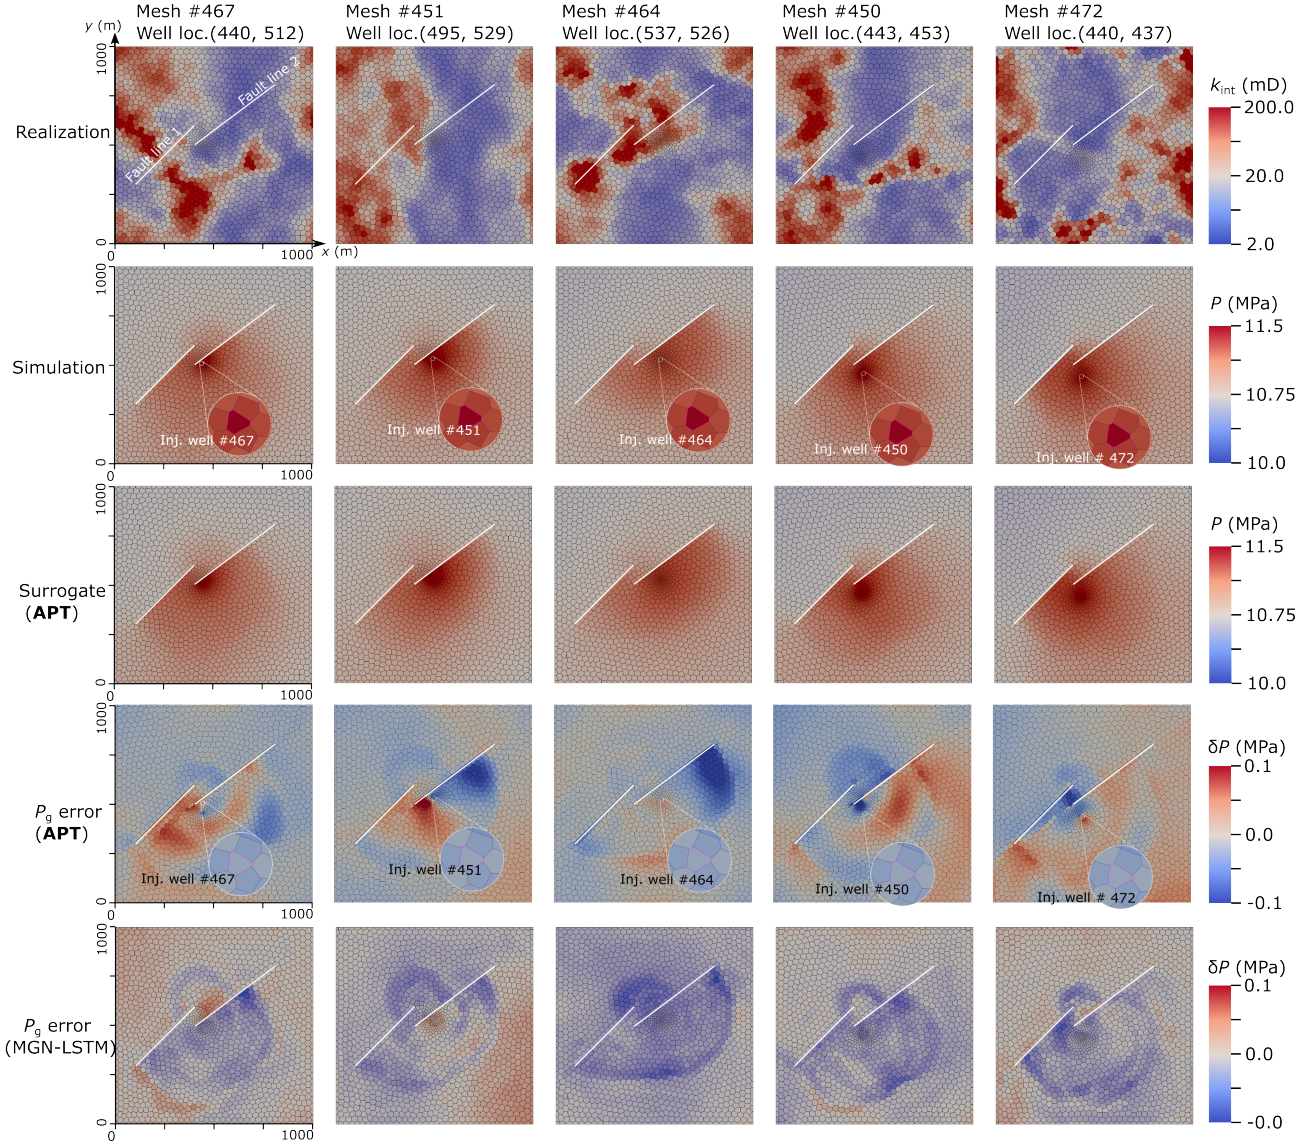 Mesh #467
Well loc.(440, 512)
Mesh #451
Well loc.(495, 529)
Mesh #464
Well loc.(537, 526)
Mesh #450
Well loc.(443, 453)
Mesh #472
Well loc.(440, 437)
y (m)
1000
Realization
Fault line 1
Fault line 2
0
0
1000
x (m)
k_int (mD)
200.0
20.0
2.0
1000
Simulation
Inj. well #467
Inj. well #451
Inj. well #464
Inj. well #450
Inj. well # 472
0
0
1000
P (MPa)
11.5
10.75
10.0
1000
Surrogate
(APT)
0
0
1000
P (MPa)
11.5
10.75
10.0
1000
P_g error
(APT)
Inj. well #467
Inj. well #451
Inj. well #464
Inj. well #450
Inj. well # 472
0
0
1000
δP (MPa)
0.1
0.0
-0.1
1000
P_g error
(MGN-LSTM)
0
0
1000
δP (MPa)
0.1
0.0
-0.0